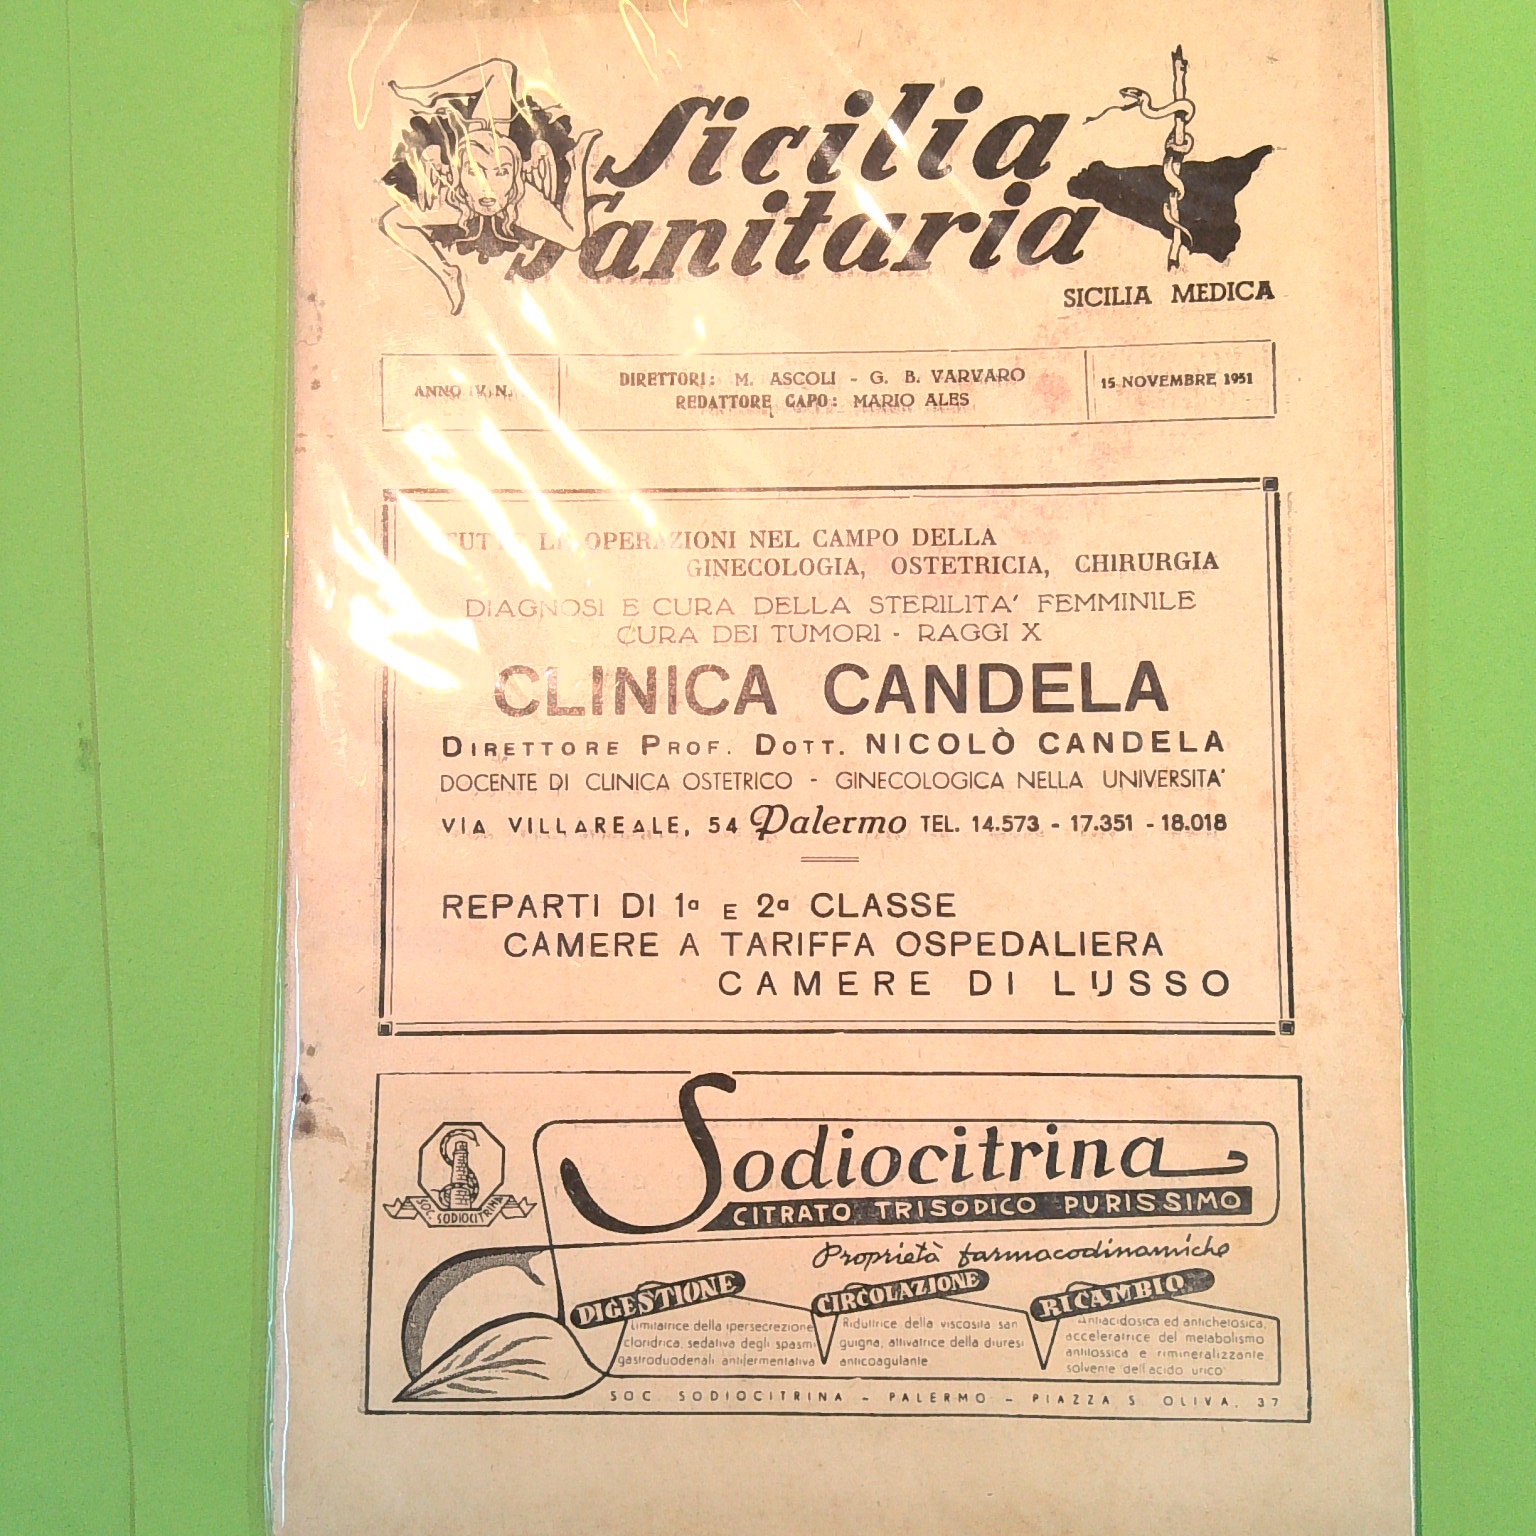 Sicilia
Sanitaria
SICILIA MEDICA
ANNO IV, N.
DIRETTORI: M. ASCOLI - G. B. VARVARO
REDATTORE CAPO: MARIO ALES
15 NOVEMBRE 1951
TUTTE LE OPERAZIONI NEL CAMPO DELLA
GINECOLOGIA, OSTETRICIA, CHIRURGIA
DIAGNOSI E CURA DELLA STERILITA' FEMMINILE
CURA DEI TUMORI - RAGGI X
CLINICA CANDELA
DIRETTORE PROF. DOTT. NICOLÒ CANDELA
DOCENTE DI CLINICA OSTETRICO - GINECOLOGICA NELLA UNIVERSITA'
VIA VILLAREALE, 54 Palermo TEL. 14.573 - 17.351 - 18.018
REPARTI DI 1a E 2a CLASSE
CAMERE A TARIFFA OSPEDALIERA
CAMERE DI LUSSO
Sodiocitrina
CITRATO TRISODICO PURISSIMO
SOC. SODIOCITRINA
Proprietà farmacodinamiche
DIGESTIONE
Limitatrice della ipersecrezione
cloridrica, sedativa degli spasmi
gastroduodenali antifermentativa
CIRCOLAZIONE
Riduttrice della viscosità san
guigna, attivatrice della diuresi
anticoagulante
RICAMBIO
Antiacidosica ed antichetosica,
acceleratrice del metabolismo
antitossica e rimineralizzante
solvente dell'acido urico
SOC. SODIOCITRINA - PALERMO - PIAZZA S. OLIVA, 37